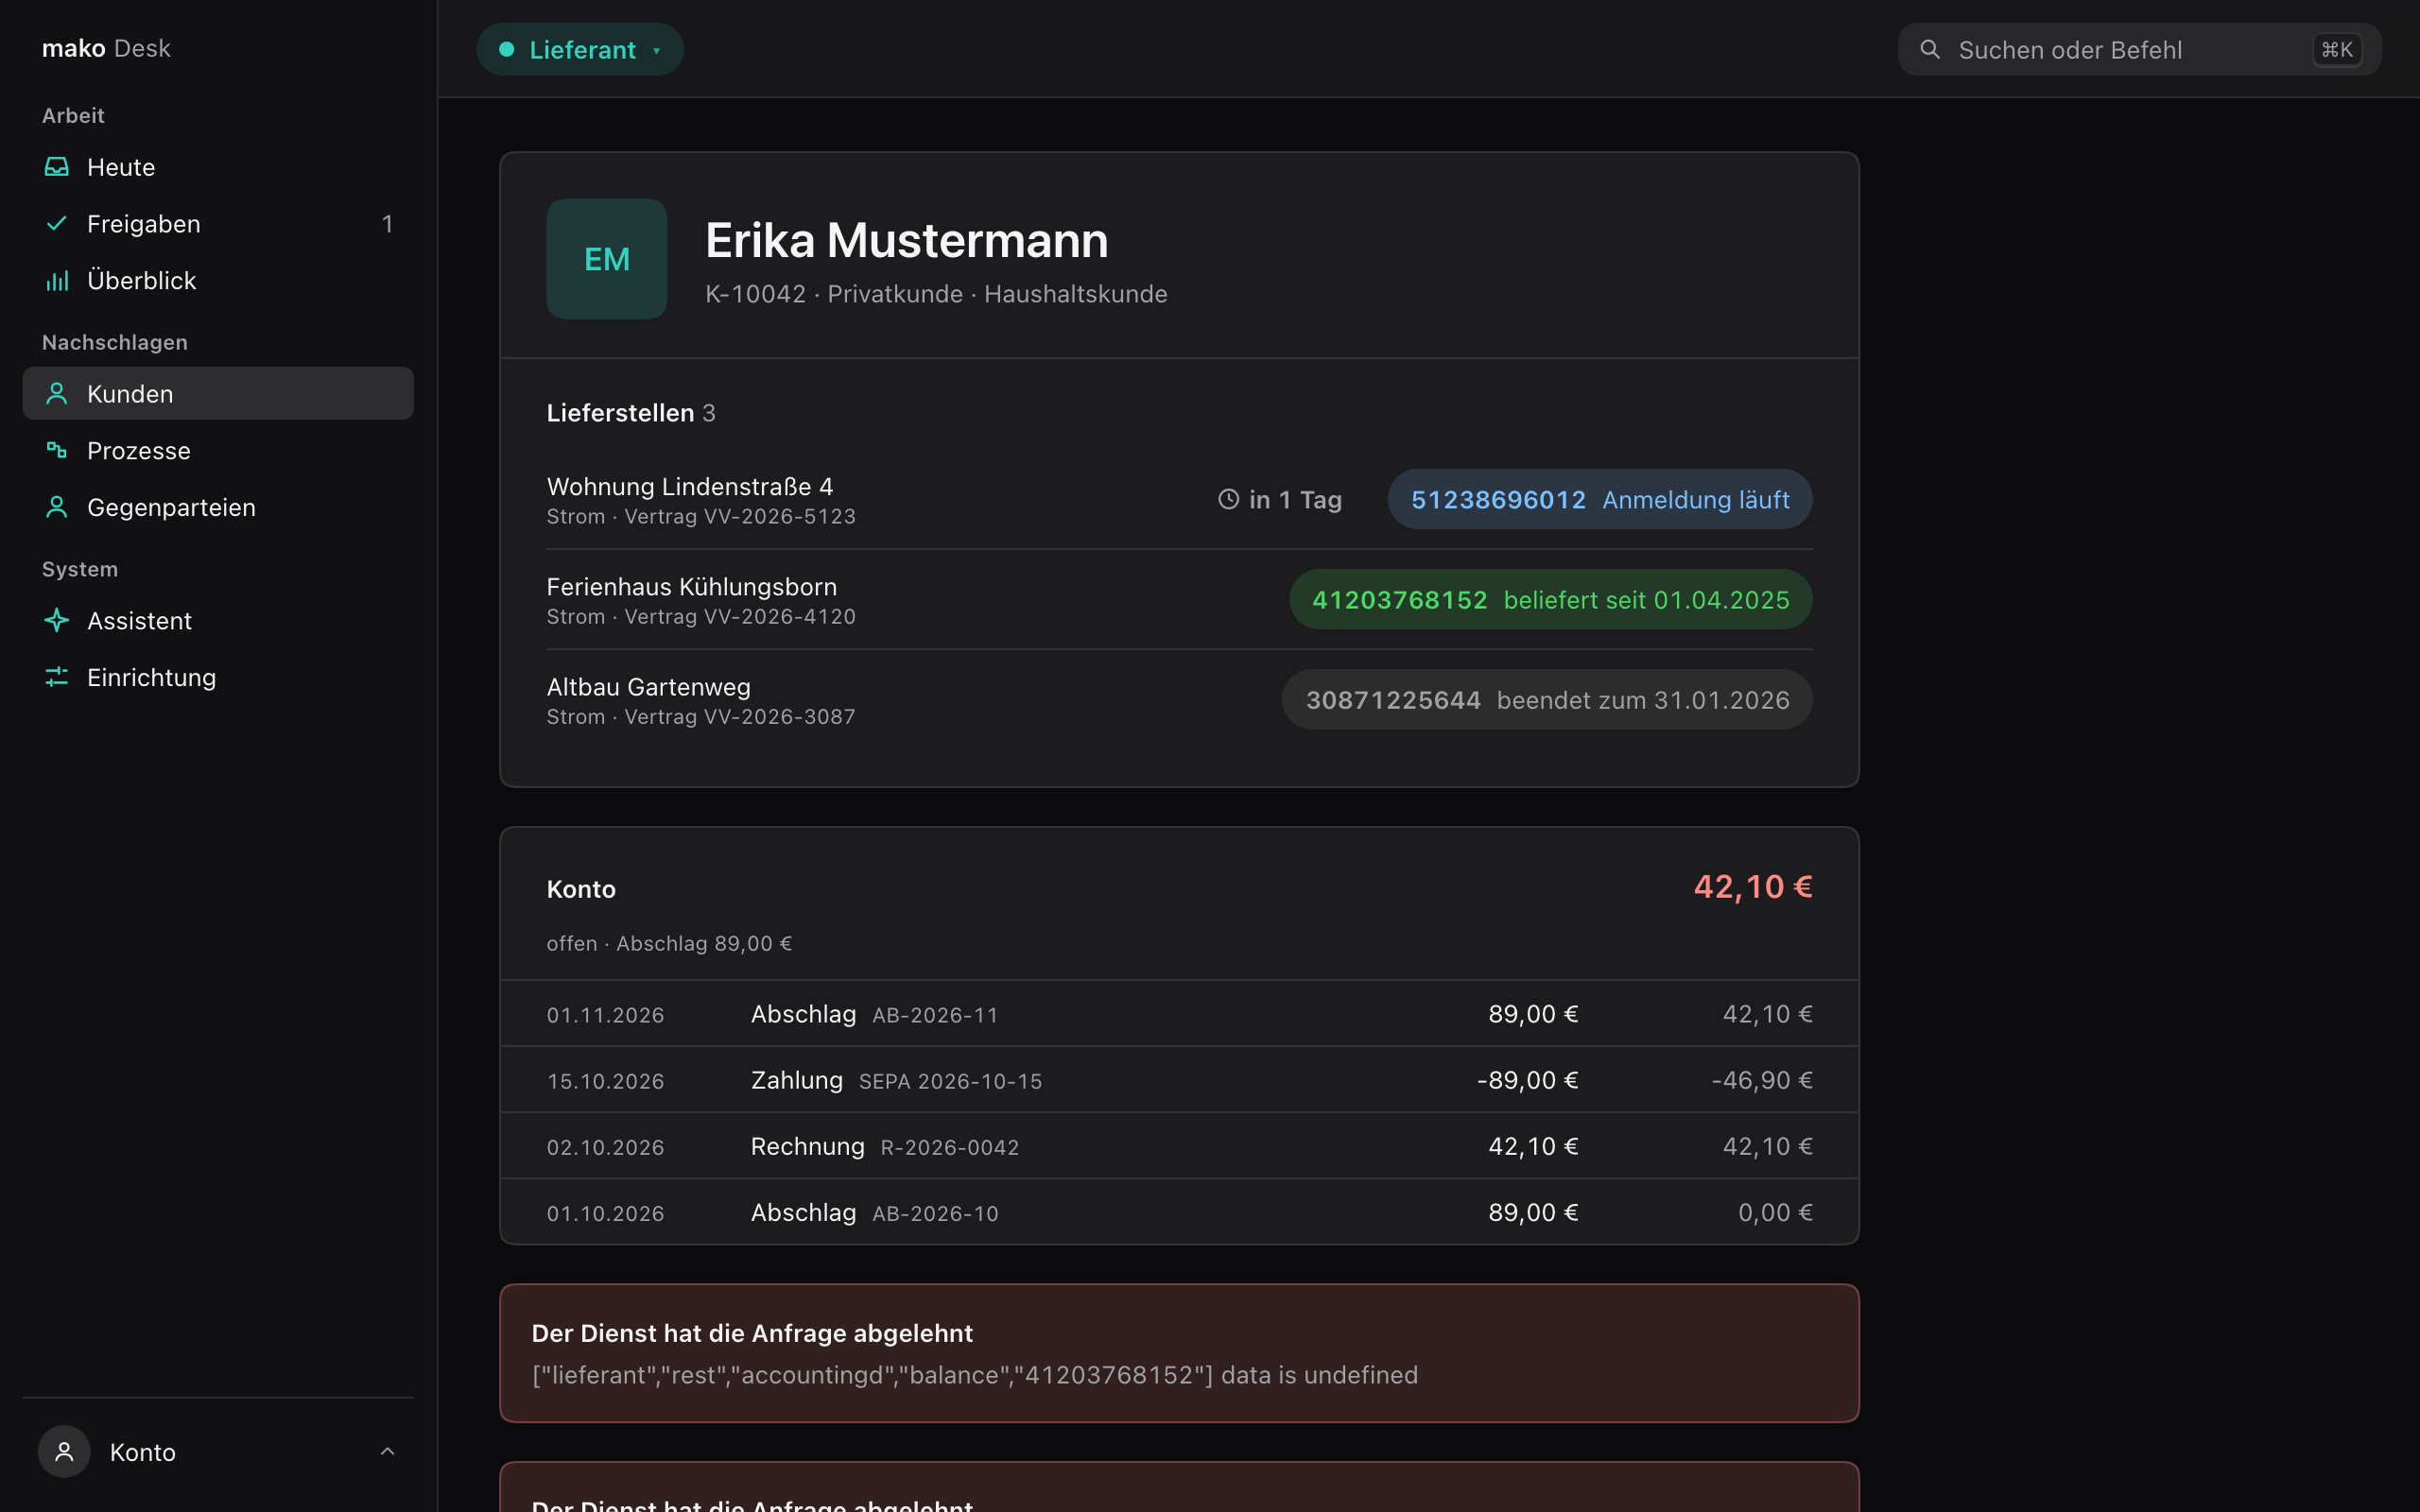 mako Desk
Arbeit
Heute
Freigaben 1
Überblick
Nachschlagen
Kunden
Prozesse
Gegenparteien
System
Assistent
Einrichtung
Konto
Lieferant
Suchen oder Befehl ⌘K
EM
Erika Mustermann
K-10042 · Privatkunde · Haushaltskunde
Lieferstellen 3
Wohnung Lindenstraße 4
Strom · Vertrag VV-2026-5123
in 1 Tag
51238696012 Anmeldung läuft
Ferienhaus Kühlungsborn
Strom · Vertrag VV-2026-4120
41203768152 beliefert seit 01.04.2025
Altbau Gartenweg
Strom · Vertrag VV-2026-3087
30871225644 beendet zum 31.01.2026
Konto 42,10 €
offen · Abschlag 89,00 €
01.11.2026 Abschlag AB-2026-11 89,00 € 42,10 €
15.10.2026 Zahlung SEPA 2026-10-15 -89,00 € -46,90 €
02.10.2026 Rechnung R-2026-0042 42,10 € 42,10 €
01.10.2026 Abschlag AB-2026-10 89,00 € 0,00 €
Der Dienst hat die Anfrage abgelehnt
["lieferant","rest","accountingd","balance","41203768152"] data is undefined
Der Dienst hat die Anfrage abgelehnt